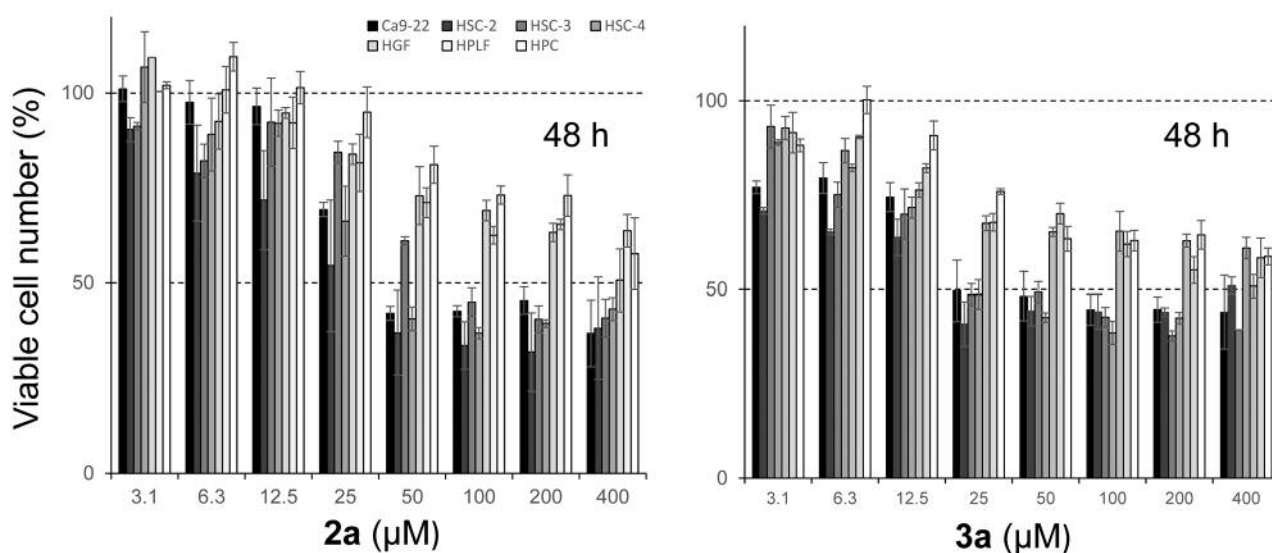 Ca9-22 HSC-2 HSC-3 HSC-4
HGF HPLF HPC
Viable cell number (%)
100
50
0
48 h
3.1 6.3 12.5 25 50 100 200 400
2a (µM)
100
50
0
48 h
3.1 6.3 12.5 25 50 100 200 400
3a (µM)